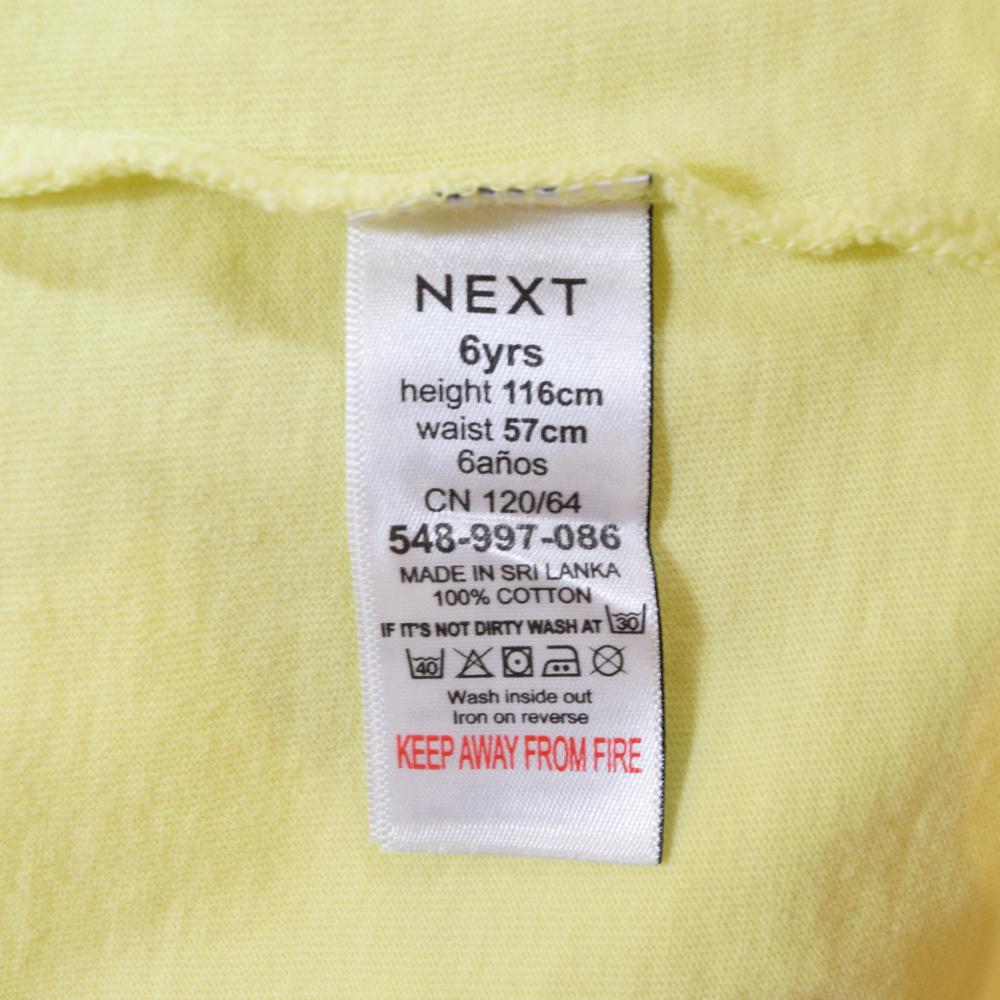 NEXT
6yrs
height 116cm
waist 57cm
6años
CN 120/64
548-997-086
MADE IN SRI LANKA
100% COTTON
IF IT'S NOT DIRTY WASH AT 30
40
Wash inside out
Iron on reverse
KEEP AWAY FROM FIRE